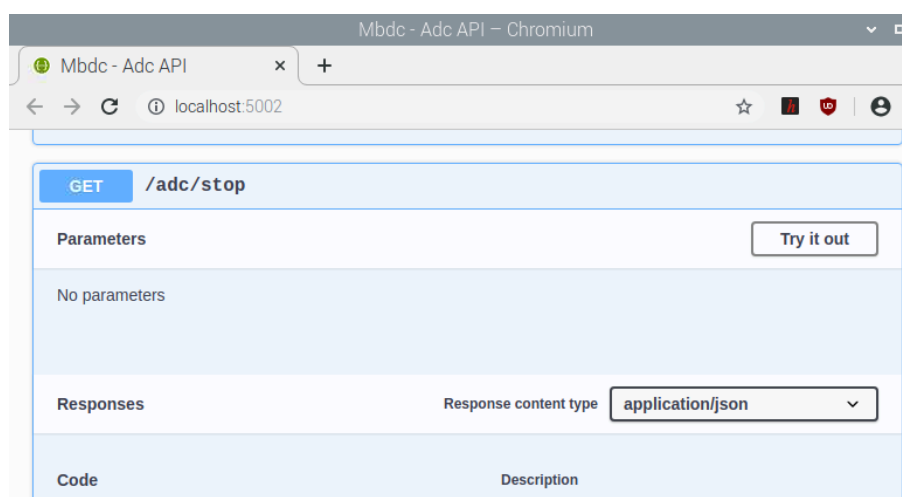 Mbdc - Adc API – Chromium
Mbdc - Adc API
localhost:5002
GET /adc/stop
Parameters Try it out
No parameters
Responses Response content type application/json
Code Description